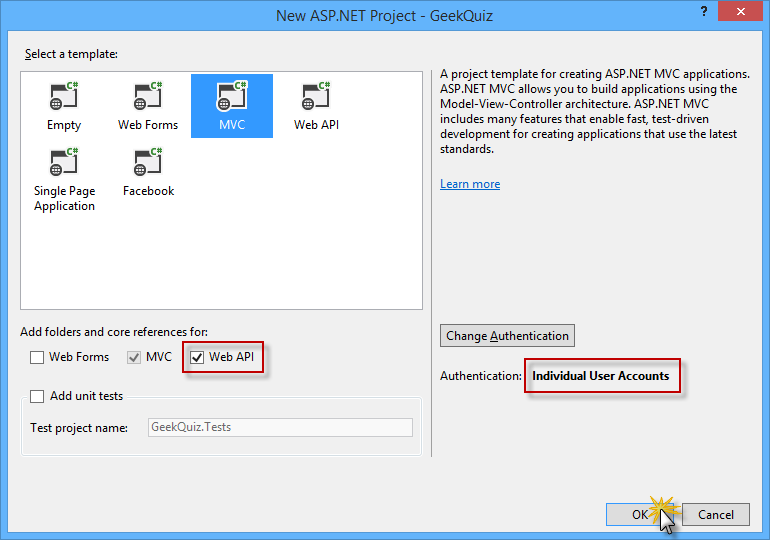 New ASP.NET Project - GeekQuiz
?
Select a template:
C#
C#
C#
C#
Empty
Web Forms
MVC
Web API
C#
C#
Single Page
Application
Facebook
A project template for creating ASP.NET MVC applications.
ASP.NET MVC allows you to build applications using the
Model-View-Controller architecture. ASP.NET MVC
includes many features that enable fast, test-driven
development for creating applications that use the latest
standards.
Learn more
Add folders and core references for:
Web Forms
MVC
Web API
Add unit tests
Test project name:
GeekQuiz.Tests
Change Authentication
Authentication: Individual User Accounts
OK
Cancel